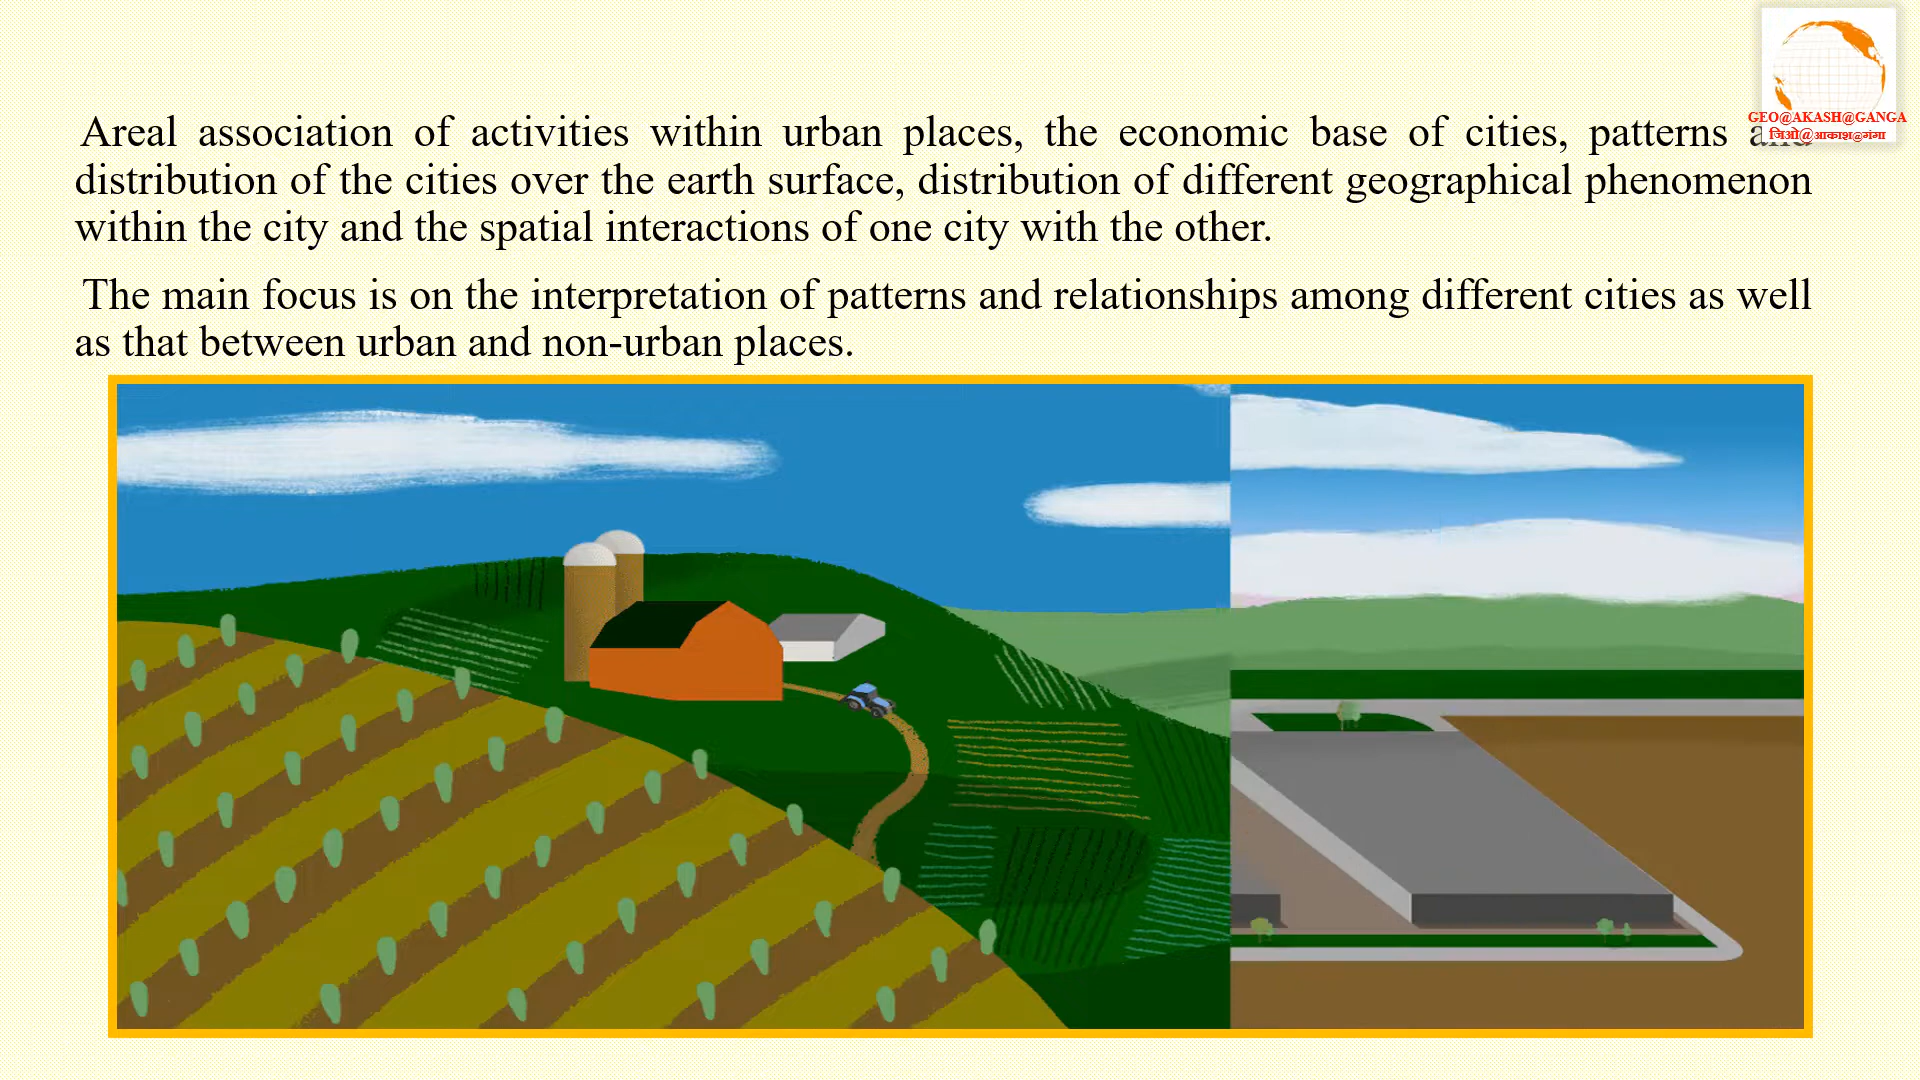 GEO@AKASH@GANGA
जिओ@आकाश@गंगा
Areal association of activities within urban places, the economic base of cities, patterns and
distribution of the cities over the earth surface, distribution of different geographical phenomenon
within the city and the spatial interactions of one city with the other.
The main focus is on the interpretation of patterns and relationships among different cities as well
as that between urban and non-urban places.